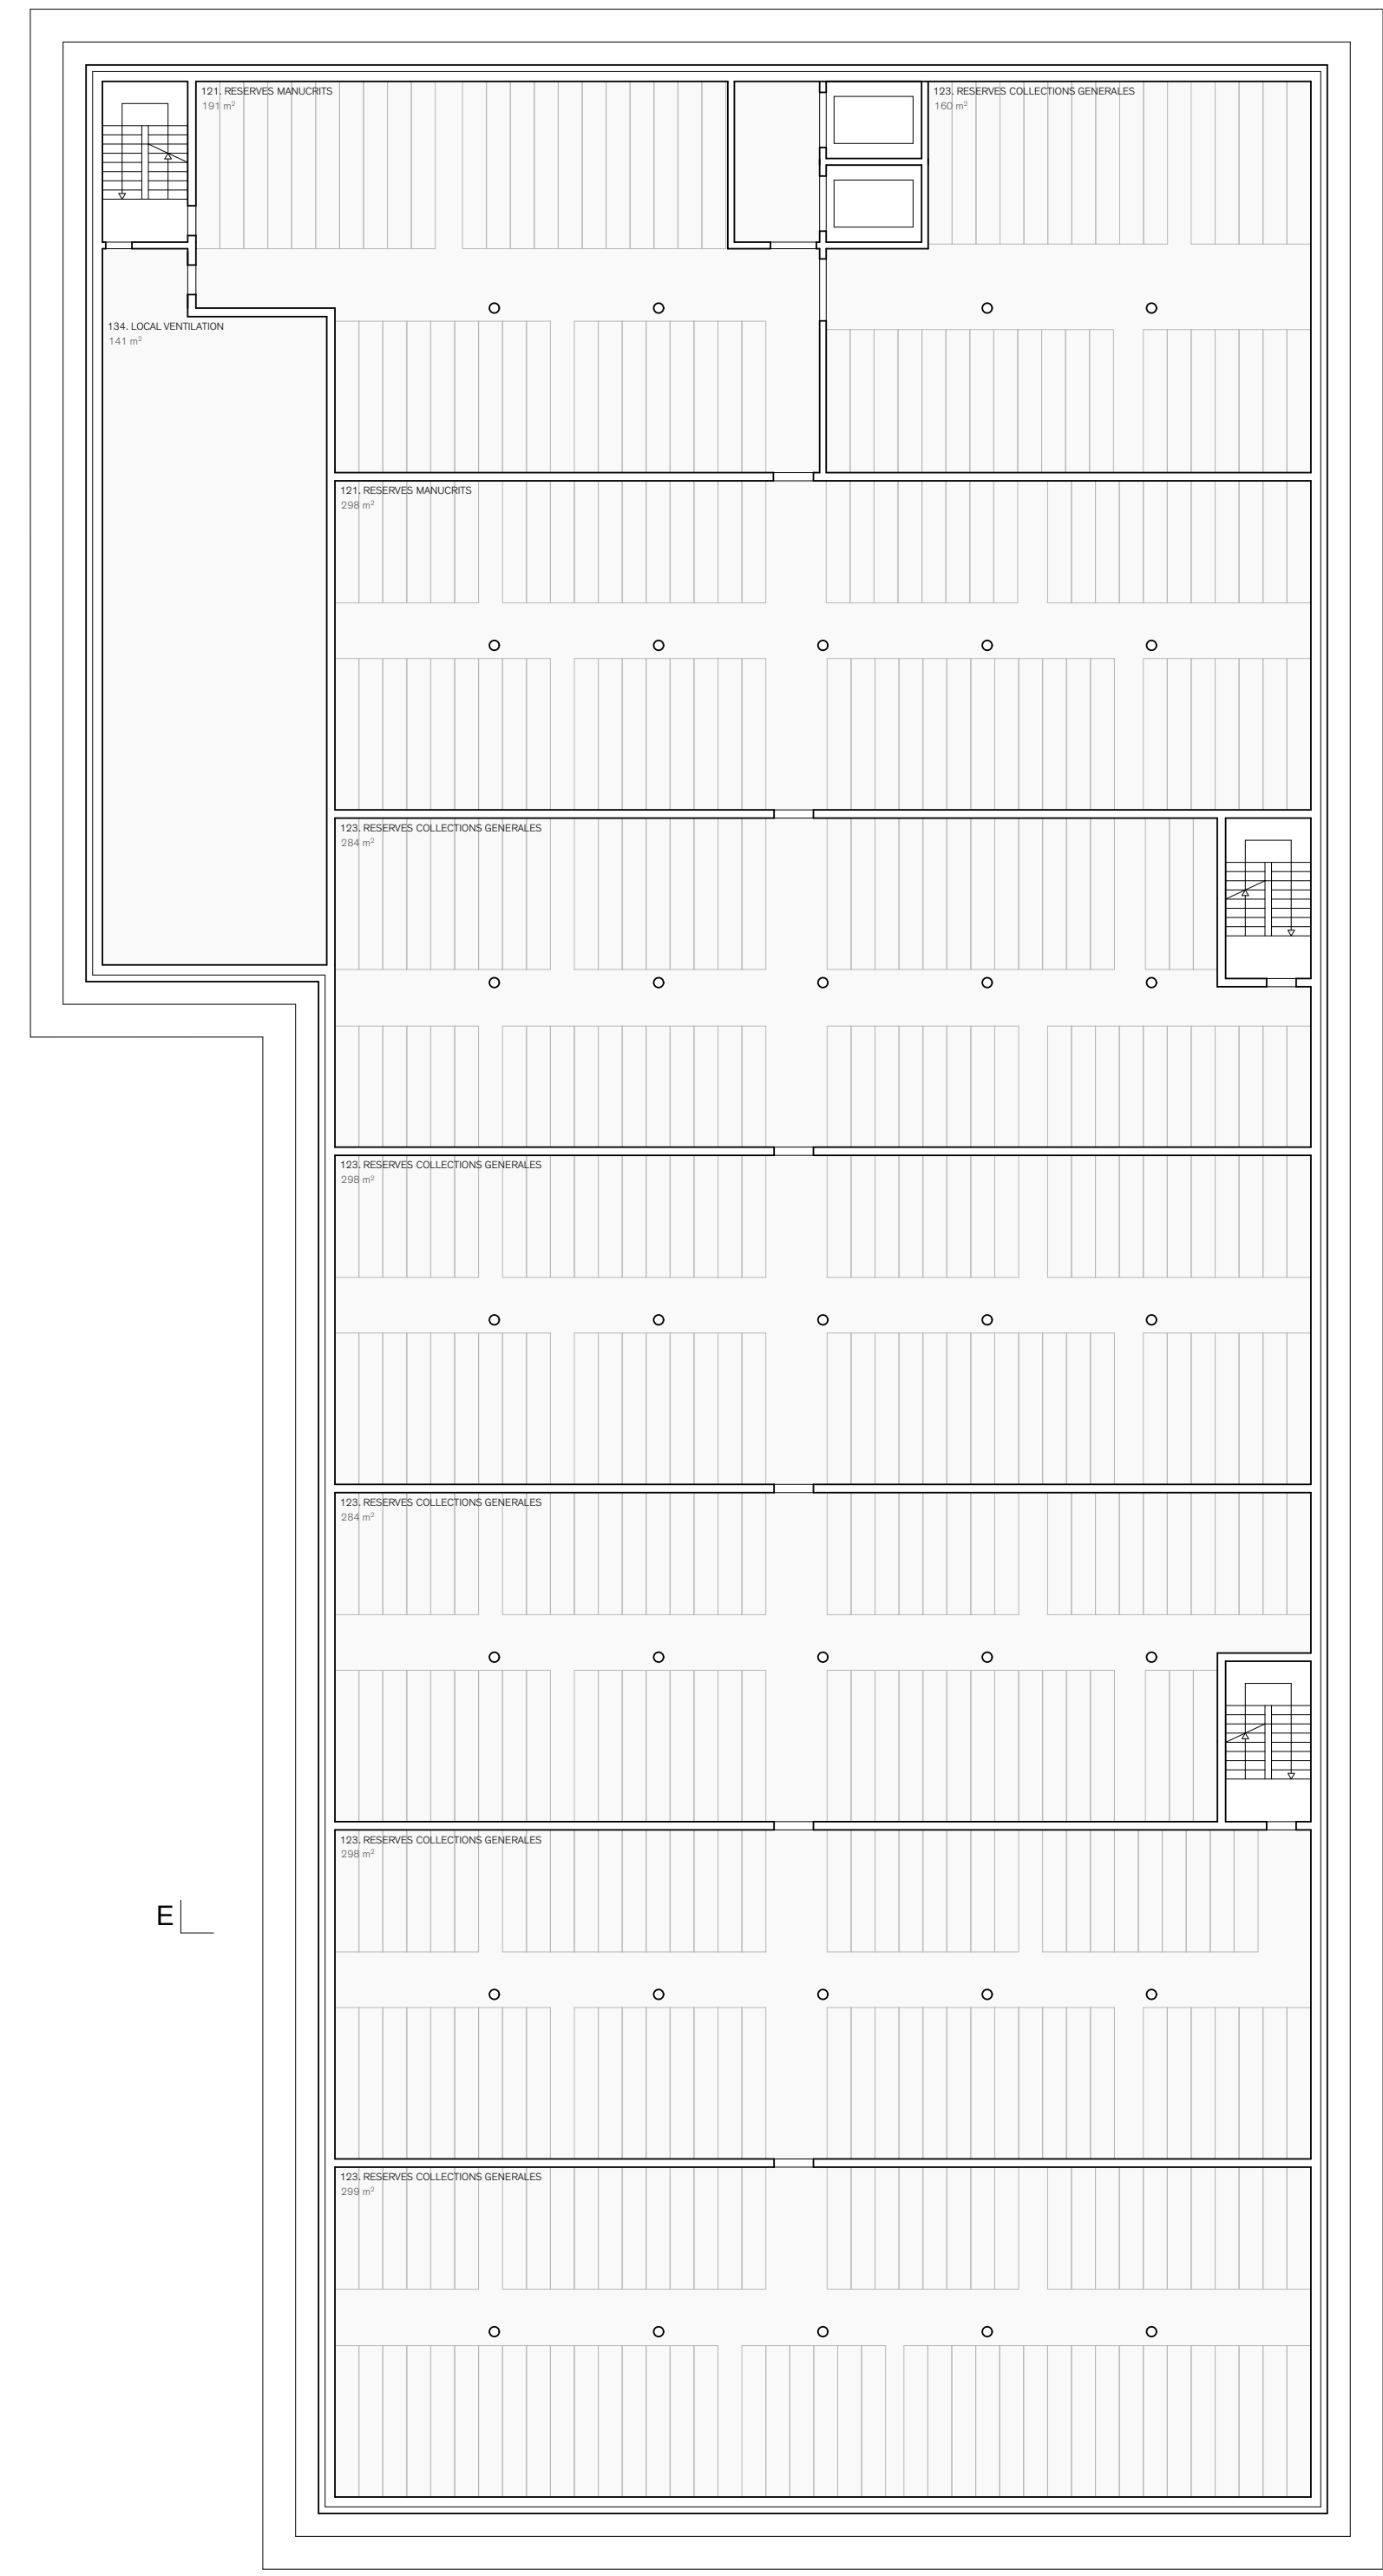 121. RESERVES MANUCRITS
191 m²
123. RESERVES COLLECTIONS GENERALES
160 m²
134. LOCAL VENTILATION
141 m²
121. RESERVES MANUCRITS
298 m²
123. RESERVES COLLECTIONS GENERALES
284 m²
123. RESERVES COLLECTIONS GENERALES
298 m²
123. RESERVES COLLECTIONS GENERALES
284 m²
123. RESERVES COLLECTIONS GENERALES
298 m²
E
123. RESERVES COLLECTIONS GENERALES
299 m²